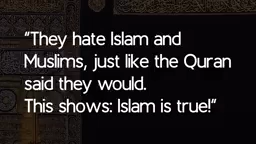 “They hate Islam and
Muslims, just like the Quran
said they would.
This shows: Islam is true!”